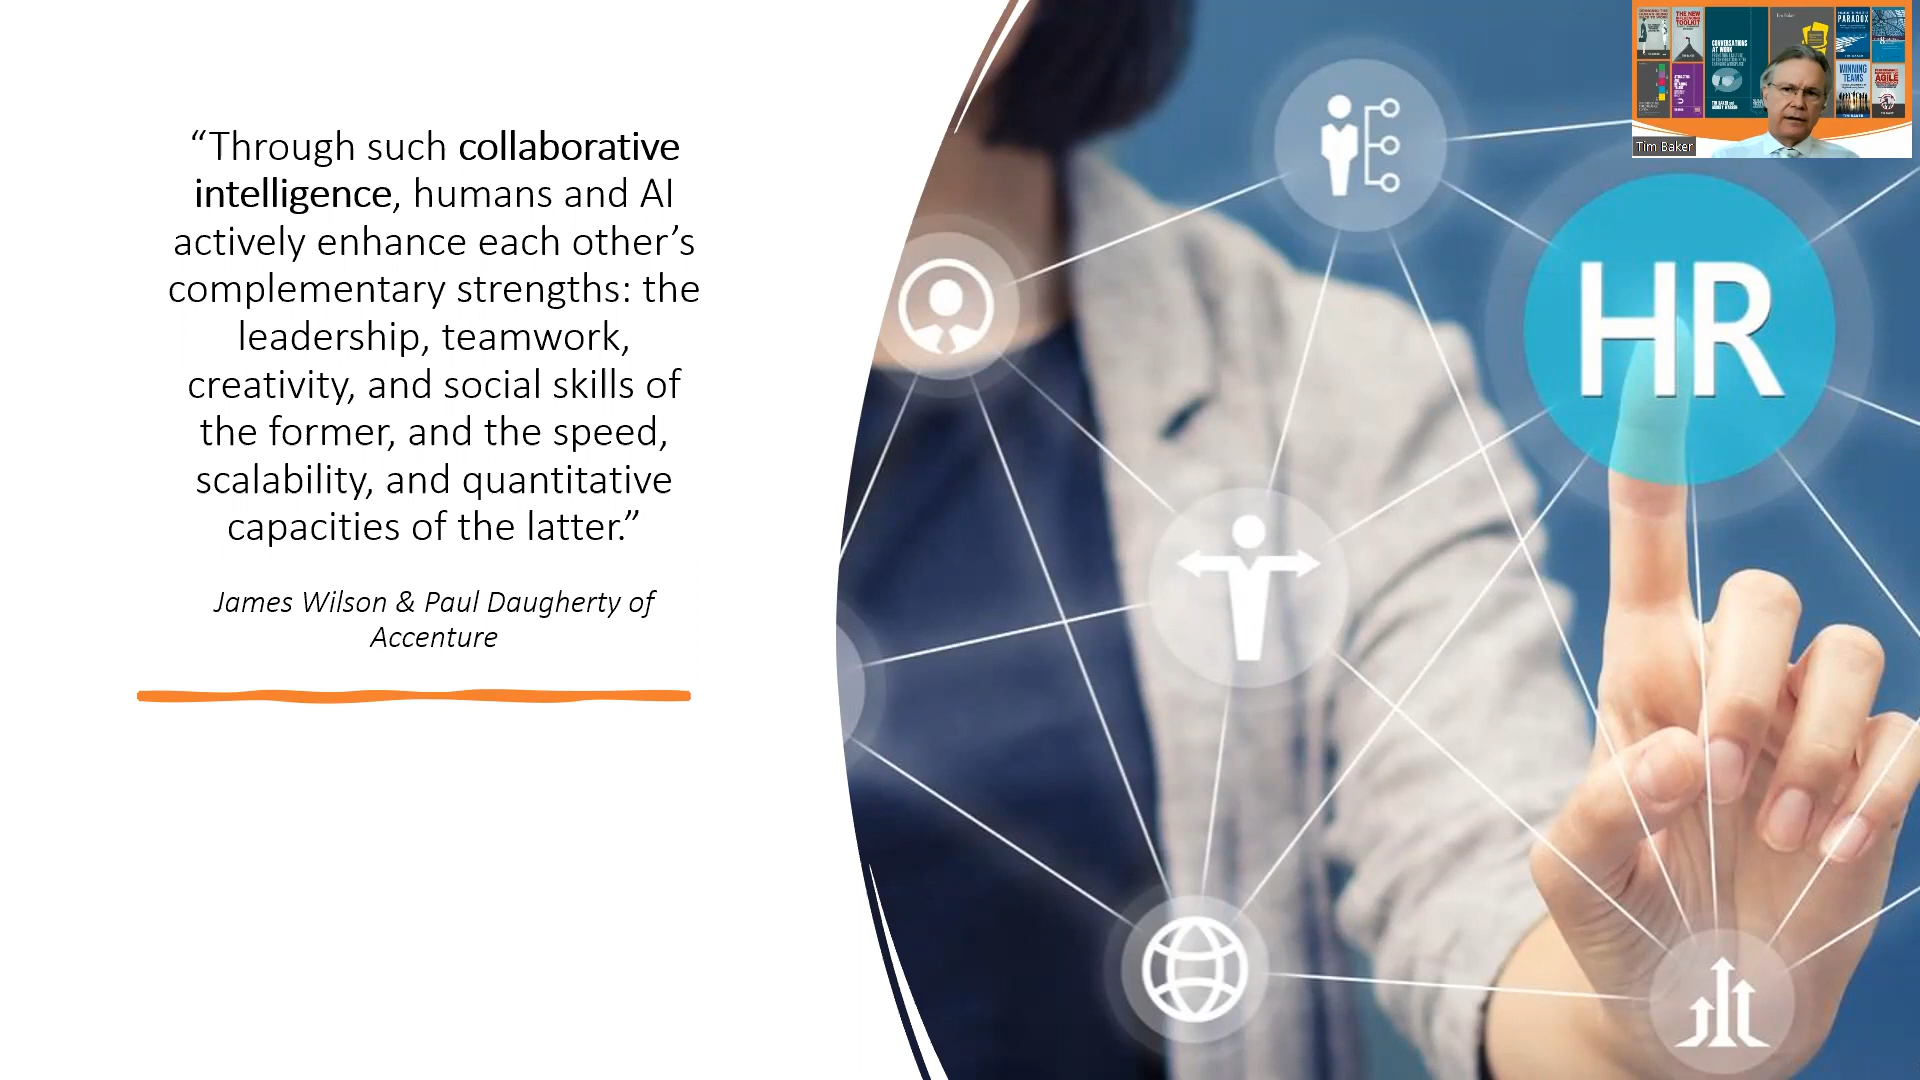 “Through such collaborative
intelligence, humans and AI
actively enhance each other’s
complementary strengths: the
leadership, teamwork,
creativity, and social skills of
the former, and the speed,
scalability, and quantitative
capacities of the latter.”
James Wilson & Paul Daugherty of
Accenture
HR
THE NEW
CONVERSATIONS
AT WORK
PARADOX
WINNING
TEAMS
AGILE
Tim Baker